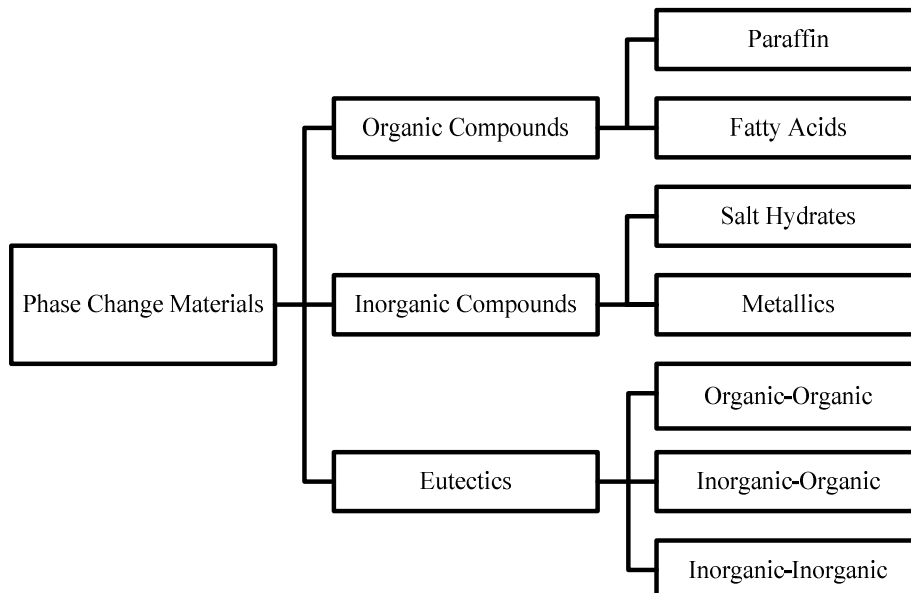 Phase Change Materials
Organic Compounds
Paraffin
Fatty Acids
Inorganic Compounds
Salt Hydrates
Metallics
Eutectics
Organic-Organic
Inorganic-Organic
Inorganic-Inorganic